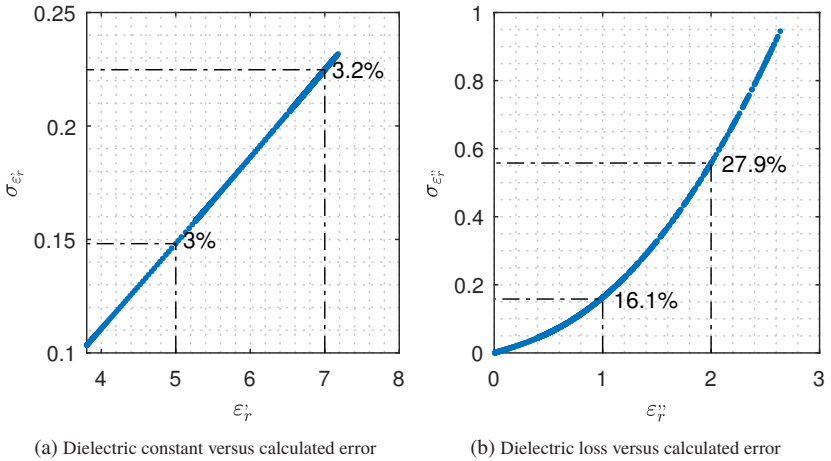 0.25
0.2
0.15
0.1
σε,r
3.2%
3%
4 5 6 7 8
ε,r
(a) Dielectric constant versus calculated error
1
0.8
0.6
0.4
0.2
0
σε,,r
27.9%
16.1%
0 1 2 3
ε,,r
(b) Dielectric loss versus calculated error